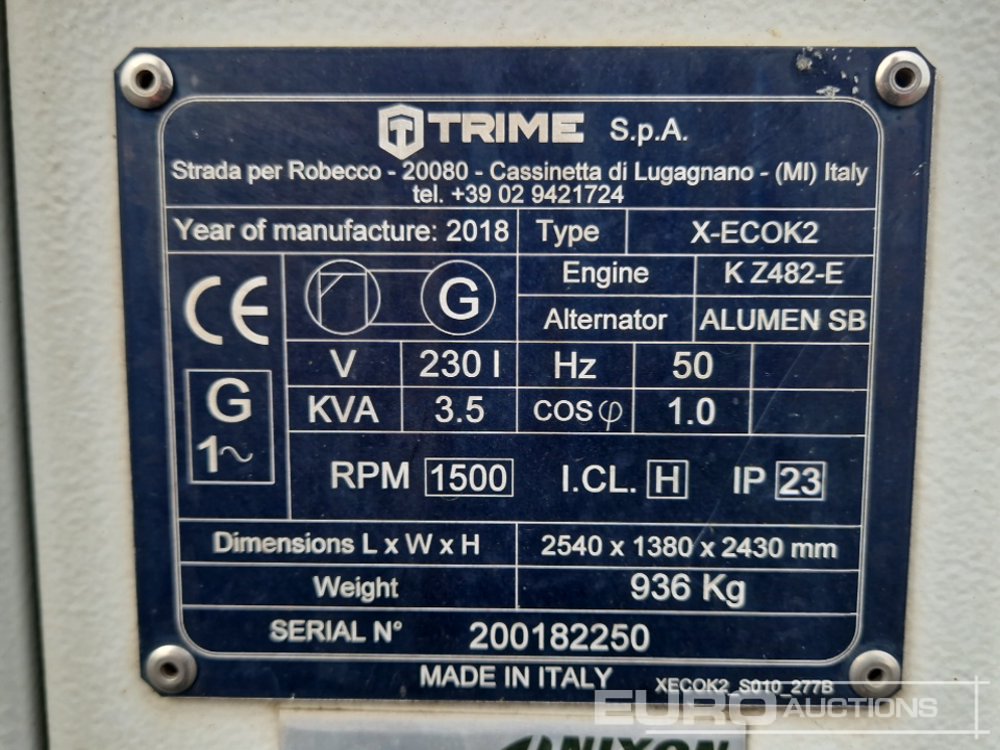 TRIME S.p.A.
Strada per Robecco - 20080 - Cassinetta di Lugagnano - (MI) Italy
tel. +39 02 9421724
Year of manufacture: 2018 Type X-ECOK2
CE G Engine K Z482-E
Alternator ALUMEN SB
V 230 I Hz 50
G 1~ KVA 3.5 COS φ 1.0
RPM 1500 I.CL. H IP 23
Dimensions L x W x H 2540 x 1380 x 2430 mm
Weight 936 Kg
SERIAL N° 200182250
MADE IN ITALY XECOK2_S010_277B
EURO AUCTIONS
NIXON